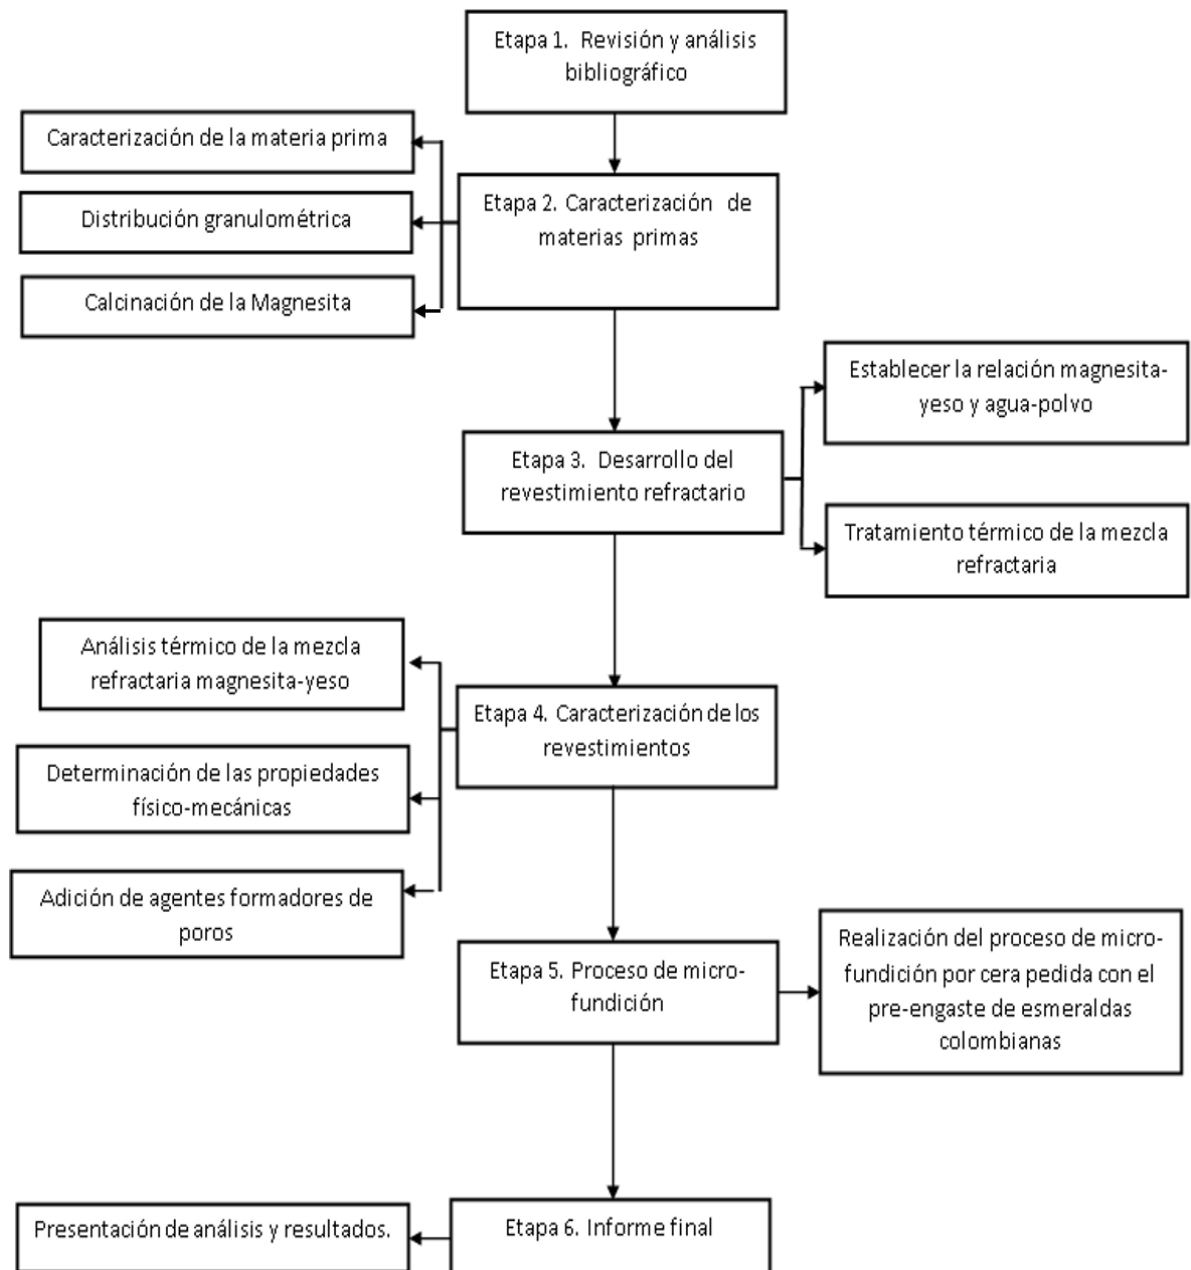 Etapa 1. Revisión y análisis
bibliográfico
Caracterización de la materia prima
Distribución granulométrica
Calcinación de la Magnesita
Etapa 2. Caracterización de
materias primas
Establecer la relación magnesita-
yeso y agua-polvo
Etapa 3. Desarrollo del
revestimiento refractario
Tratamiento térmico de la mezcla
refractaria
Análisis térmico de la mezcla
refractaria magnesita-yeso
Etapa 4. Caracterización de los
revestimientos
Determinación de las propiedades
físico-mecánicas
Adición de agentes formadores de
poros
Etapa 5. Proceso de micro-
fundición
Realización del proceso de micro-
fundición por cera pedida con el
pre-engaste de esmeraldas
colombianas
Presentación de análisis y resultados.
Etapa 6. Informe final